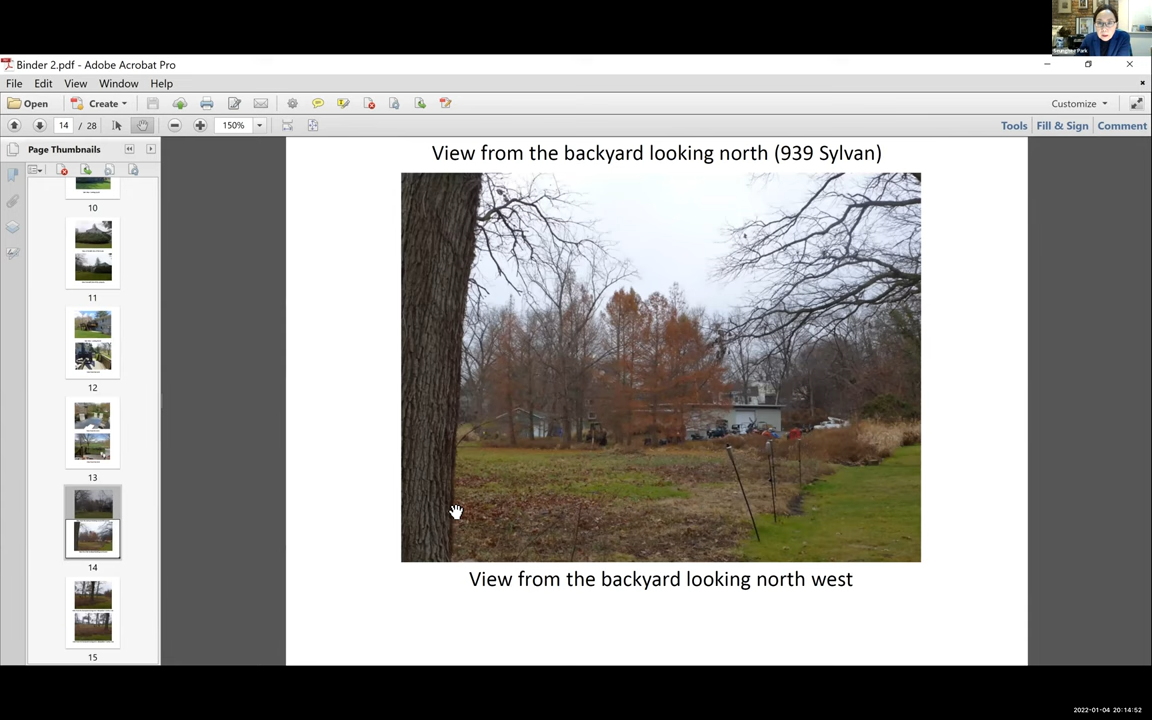 Seunghee Park
Binder 2.pdf - Adobe Acrobat Pro
File Edit View Window Help
Open Create Customize
14 / 28 150% Tools Fill & Sign Comment
Page Thumbnails
View from the backyard looking north (939 Sylvan)
10
11
12
13
14
15
View from the backyard looking north west
2022-01-04 20:14:52